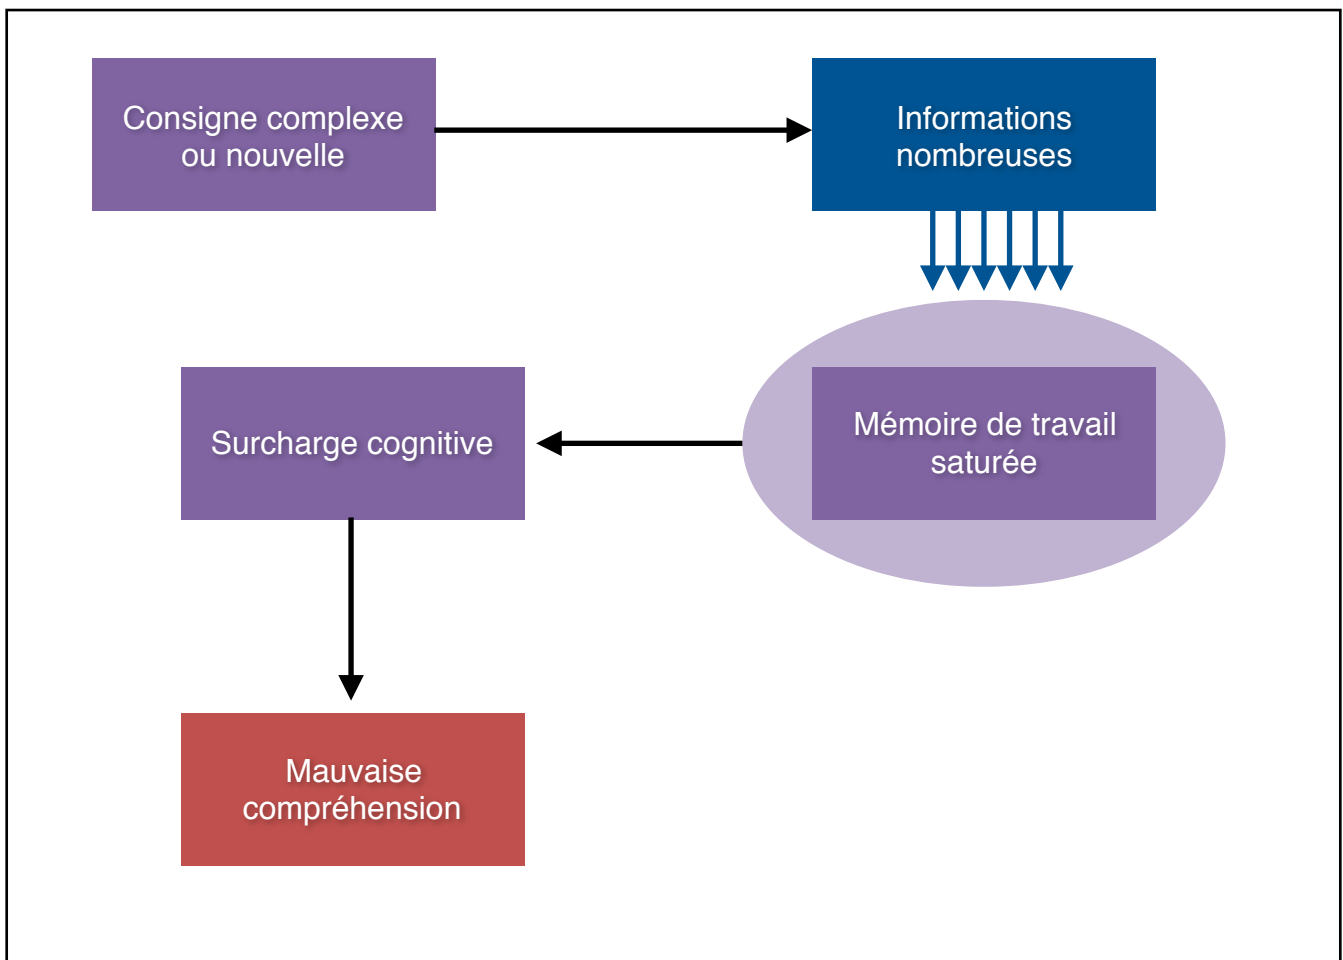 Consigne complexe
ou nouvelle
Informations
nombreuses
Mémoire de travail
saturée
Surcharge cognitive
Mauvaise
compréhension